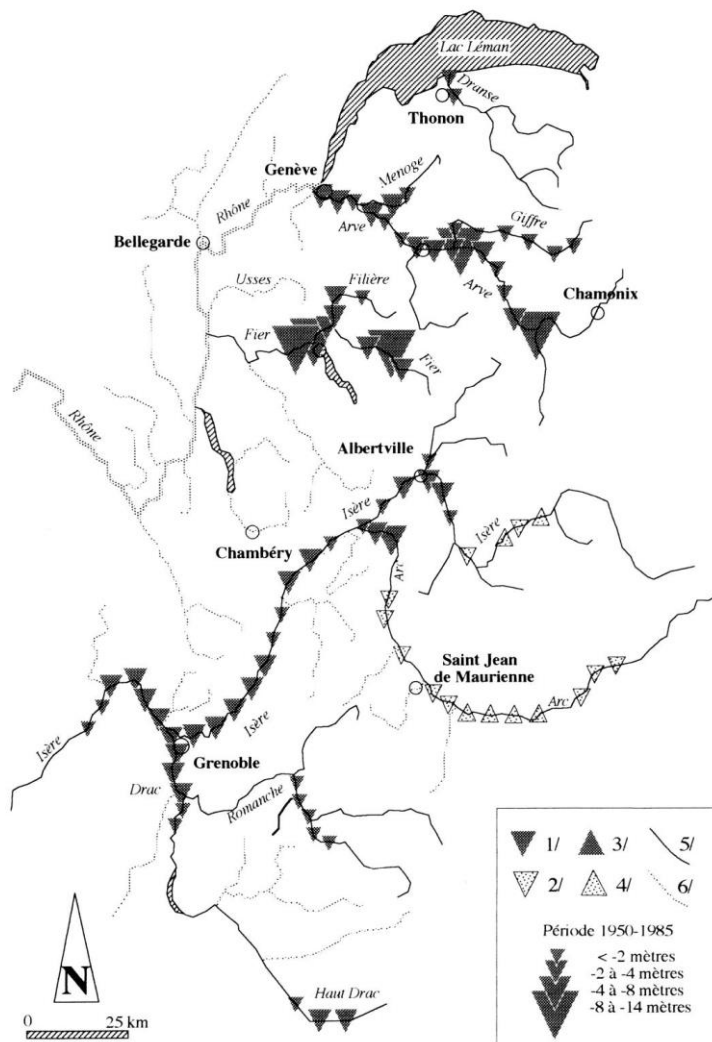 Lac Léman
Dranse
Thonon
Genève
Menoge
Rhône
Arve
Giffre
Bellegarde
Usses
Filière
Arve
Chamonix
Fier
Fier
Rhône
Albertville
Isère
Isère
Chambéry
Arc
Saint Jean
de Maurienne
Arc
Isère
Isère
Grenoble
Drac
Romanche
Haut Drac
N
0 25 km
1/ 3/ 5/
2/ 4/ 6/
Période 1950-1985
< -2 mètres
-2 à -4 mètres
-4 à -8 mètres
-8 à -14 mètres